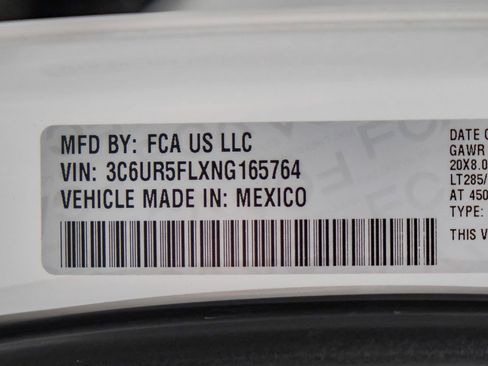 MFD BY: FCA US LLC
VIN: 3C6UR5FLXNG165764
VEHICLE MADE IN: MEXICO
DATE O
GAWR
20X8.0
LT285/
AT 450
TYPE:
THIS V